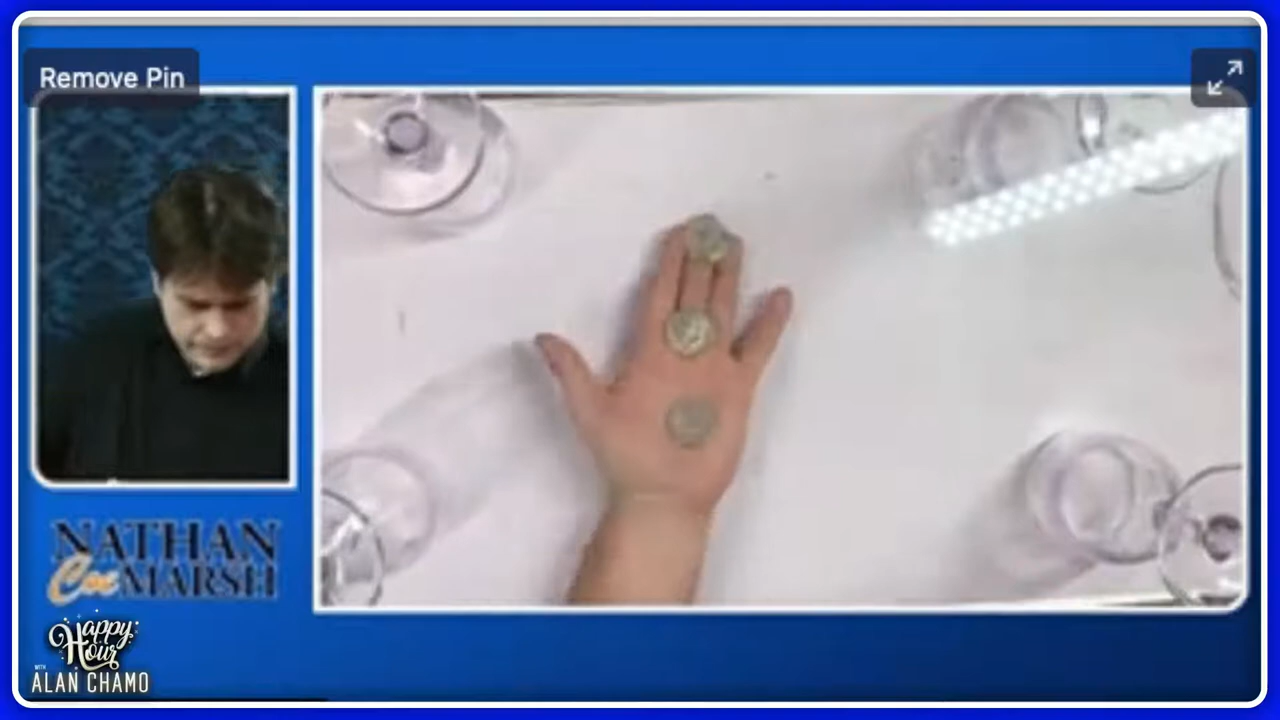 Remove Pin
NATHAN
Coe MARSH
Happy
Hour
WITH
ALAN CHAMO